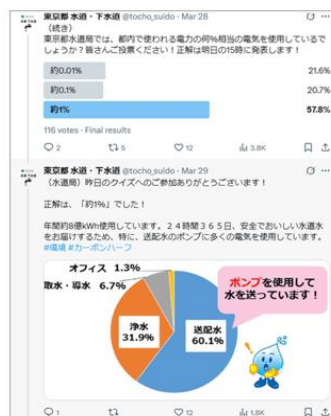 東京都 水道・下水道 @tocho_suido · Mar 28
(続き)
東京都水道局では、都内で使われる電力の何%相当の電気を使用しているで
しょうか？皆さんご投票ください！正解は明日の15時に発表します！
約0.01% 21.6%
約0.1% 20.7%
約1% 57.8%
116 votes · Final results
2 5 12 3.8K
東京都 水道・下水道 @tocho_suido · Mar 29
（水道局）昨日のクイズへのご参加ありがとうございます！
正解は、「約1%」でした！
年間約8億kWh使用しています。２４時間３６５日、安全でおいしい水道水
をお届けするため、特に、送配水のポンプに多くの電気を使用しています。
#環境 #カーボンハーフ
オフィス 1.3%
取水・導水 6.7%
浄水
31.9%
送配水
60.1%
ポンプを使用して
水を送っています！
1 12 1.8K